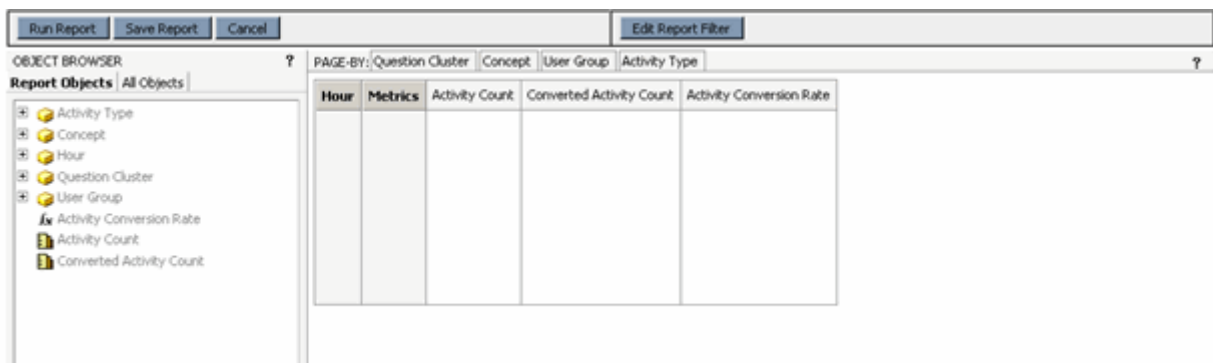 Run Report Save Report Cancel Edit Report Filter
OBJECT BROWSER ?
Report Objects All Objects
Activity Type
Concept
Hour
Question Cluster
User Group
fx Activity Conversion Rate
Activity Count
Converted Activity Count
PAGE-BY: Question Cluster Concept User Group Activity Type ?
Hour Metrics Activity Count Converted Activity Count Activity Conversion Rate